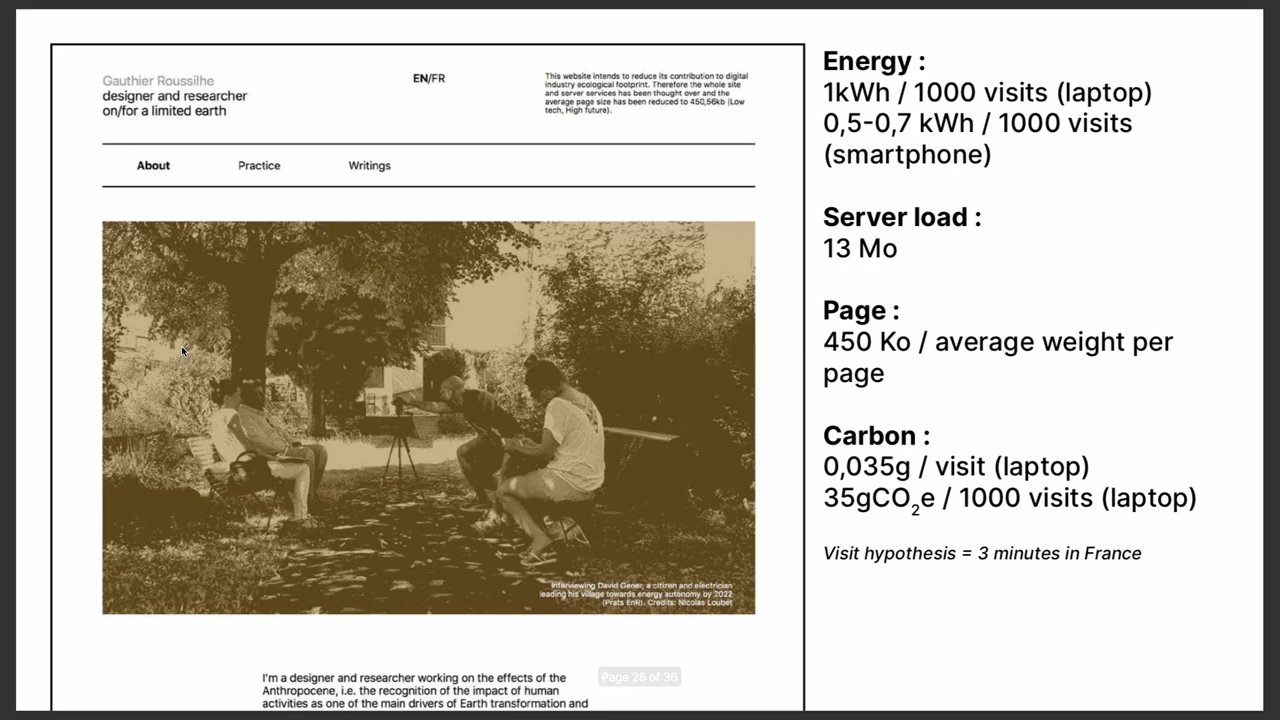 Gauthier Roussilhe
designer and researcher
on/for a limited earth
EN/FR
This website intends to reduce its contribution to digital
industry ecological footprint. Therefore the whole site
and server services has been thought over and the
average page size has been reduced to 450,56kb (Low
tech, High future).
About
Practice
Writings
Interviewing David Gener, a citizen and electrician
leading his village towards energy autonomy by 2022
(Prats EnR). Credits: Nicolas Loubet
I'm a designer and researcher working on the effects of the
Anthropocene, i.e. the recognition of the impact of human
activities as one of the main drivers of Earth transformation and
Page 26 of 36
Energy :
1kWh / 1000 visits (laptop)
0,5-0,7 kWh / 1000 visits
(smartphone)
Server load :
13 Mo
Page :
450 Ko / average weight per
page
Carbon :
0,035g / visit (laptop)
35gCO₂e / 1000 visits (laptop)
Visit hypothesis = 3 minutes in France